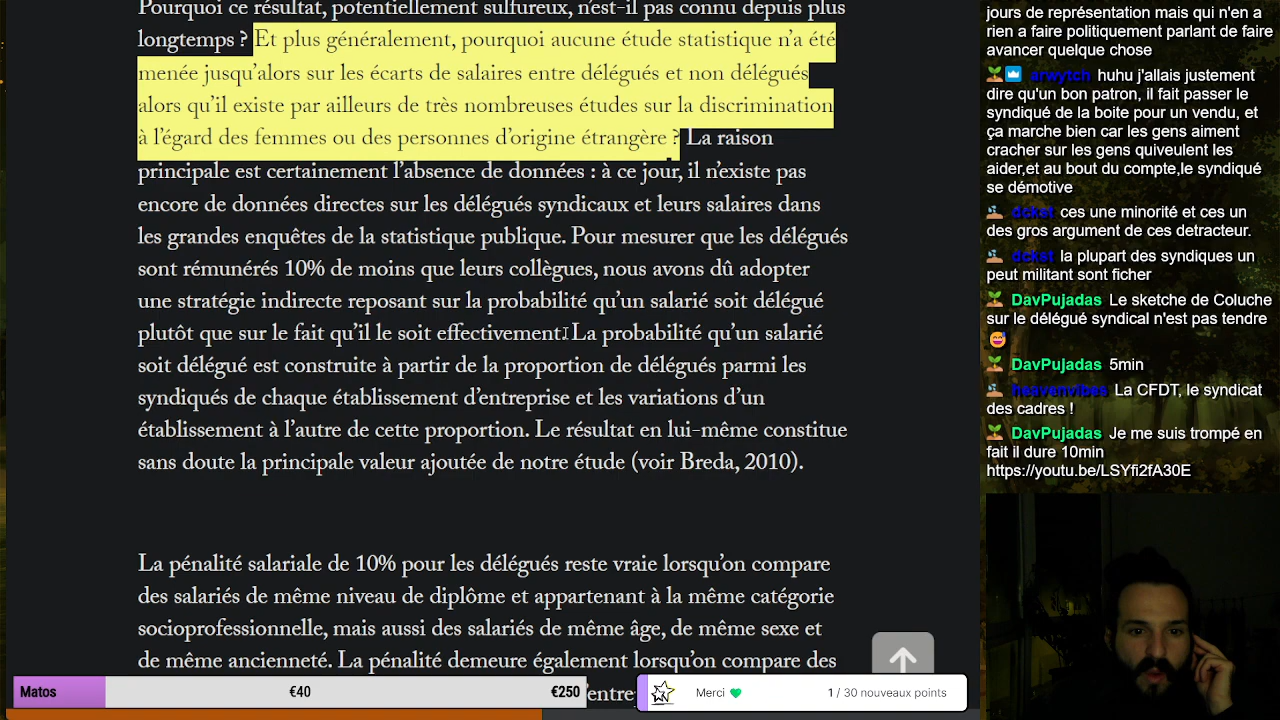 Pourquoi ce résultat, potentiellement sulfureux, n'est-il pas connu depuis plus
longtemps ? Et plus généralement, pourquoi aucune étude statistique n'a été
menée jusqu'alors sur les écarts de salaires entre délégués et non délégués
alors qu'il existe par ailleurs de très nombreuses études sur la discrimination
à l'égard des femmes ou des personnes d'origine étrangère ? La raison
principale est certainement l'absence de données : à ce jour, il n'existe pas
encore de données directes sur les délégués syndicaux et leurs salaires dans
les grandes enquêtes de la statistique publique. Pour mesurer que les délégués
sont rémunérés 10% de moins que leurs collègues, nous avons dû adopter
une stratégie indirecte reposant sur la probabilité qu'un salarié soit délégué
plutôt que sur le fait qu'il le soit effectivement. La probabilité qu'un salarié
soit délégué est construite à partir de la proportion de délégués parmi les
syndiqués de chaque établissement d'entreprise et les variations d'un
établissement à l'autre de cette proportion. Le résultat en lui-même constitue
sans doute la principale valeur ajoutée de notre étude (voir Breda, 2010).
La pénalité salariale de 10% pour les délégués reste vraie lorsqu'on compare
des salariés de même niveau de diplôme et appartenant à la même catégorie
socioprofessionnelle, mais aussi des salariés de même âge, de même sexe et
de même ancienneté. La pénalité demeure également lorsqu'on compare des
Matos
€40
€250
Merci 💚
1 / 30 nouveaux points
jours de représentation mais qui n'en a
rien a faire politiquement parlant de faire
avancer quelque chose
arwytch huhu j'allais justement
dire qu'un bon patron, il fait passer le
syndiqué de la boite pour un vendu, et
ça marche bien car les gens aiment
cracher sur les gens quiveulent les
aider,et au bout du compte,le syndiqué
se démotive
dckst ces une minorité et ces un
des gros argument de ces detracteur.
dckst la plupart des syndiques un
peut militant sont ficher
DavPujadas Le sketche de Coluche
sur le délégué syndical n'est pas tendre
😅
DavPujadas 5min
heavenvibes La CFDT, le syndicat
des cadres !
DavPujadas Je me suis trompé en
fait il dure 10min
https://youtu.be/LSYfi2fA30E